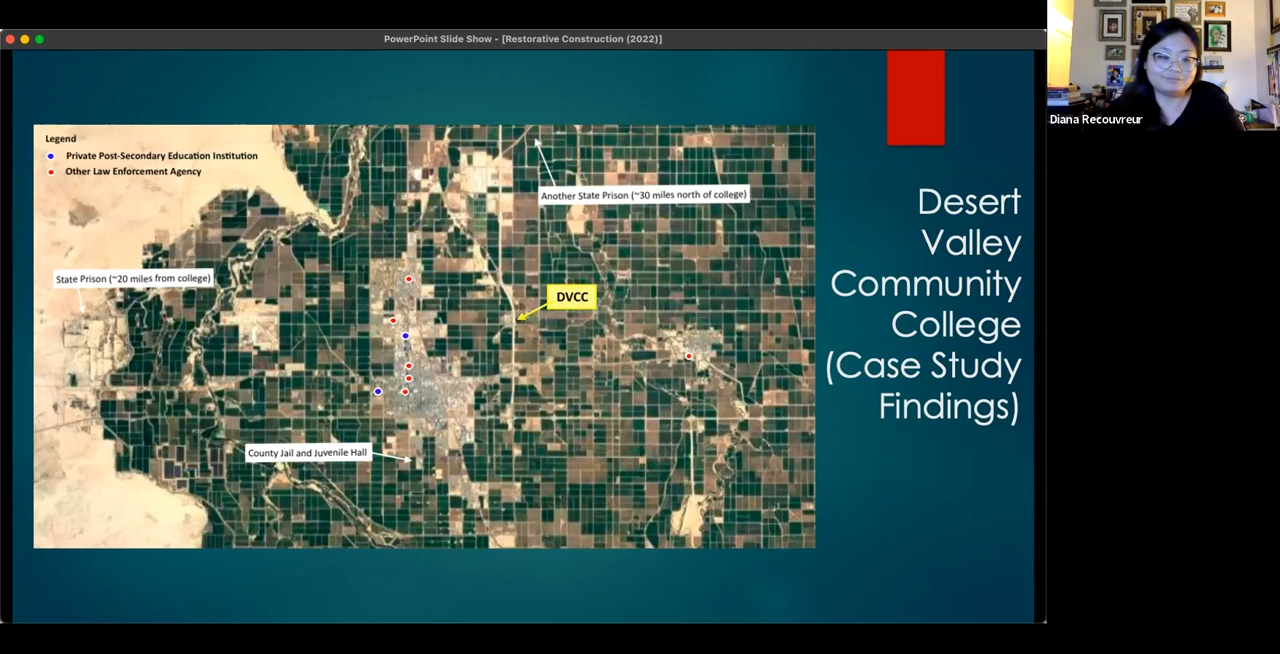 PowerPoint Slide Show - [Restorative Construction (2022)]
Diana Recouvreur
Legend
Private Post-Secondary Education Institution
Other Law Enforcement Agency
Another State Prison (~30 miles north of college)
State Prison (~20 miles from college)
DVCC
County Jail and Juvenile Hall
Desert
Valley
Community
College
(Case Study
Findings)